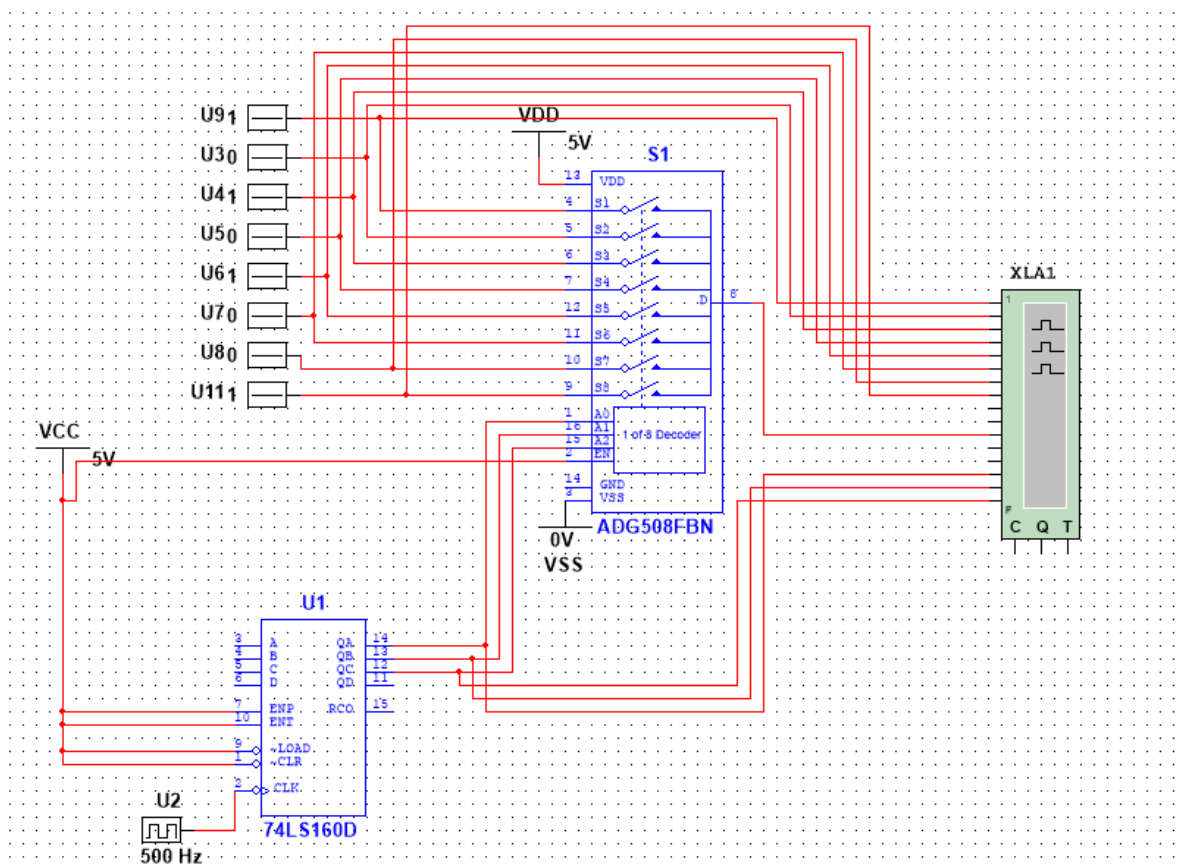 U9 1
U3 0
U4 1
U5 0
U6 1
U7 0
U8 0
U11 1
VDD
5V
S1
13 VDD
4 S1
5 S2
6 S3
7 S4
12 S5
11 S6
10 S7
9 S8
D 8
1 A0
16 A1
15 A2
2 EN
1 of 8 Decoder
14 GND
3 VSS
ADG508FBN
0V
VSS
VCC
5V
XLA1
1
F
C Q T
U1
3 A QA 14
4 B QB 13
5 C QC 12
6 D QD 11
7 ENP RCO 15
10 ENT
9 ~LOAD
1 ~CLR
2 CLK
74LS160D
U2
500 Hz